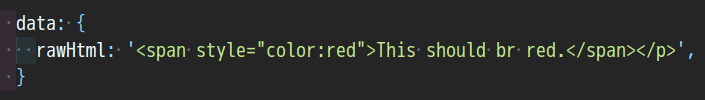 data: {
rawHtml: '<span style="color:red">This should br red.</span></p>',
}